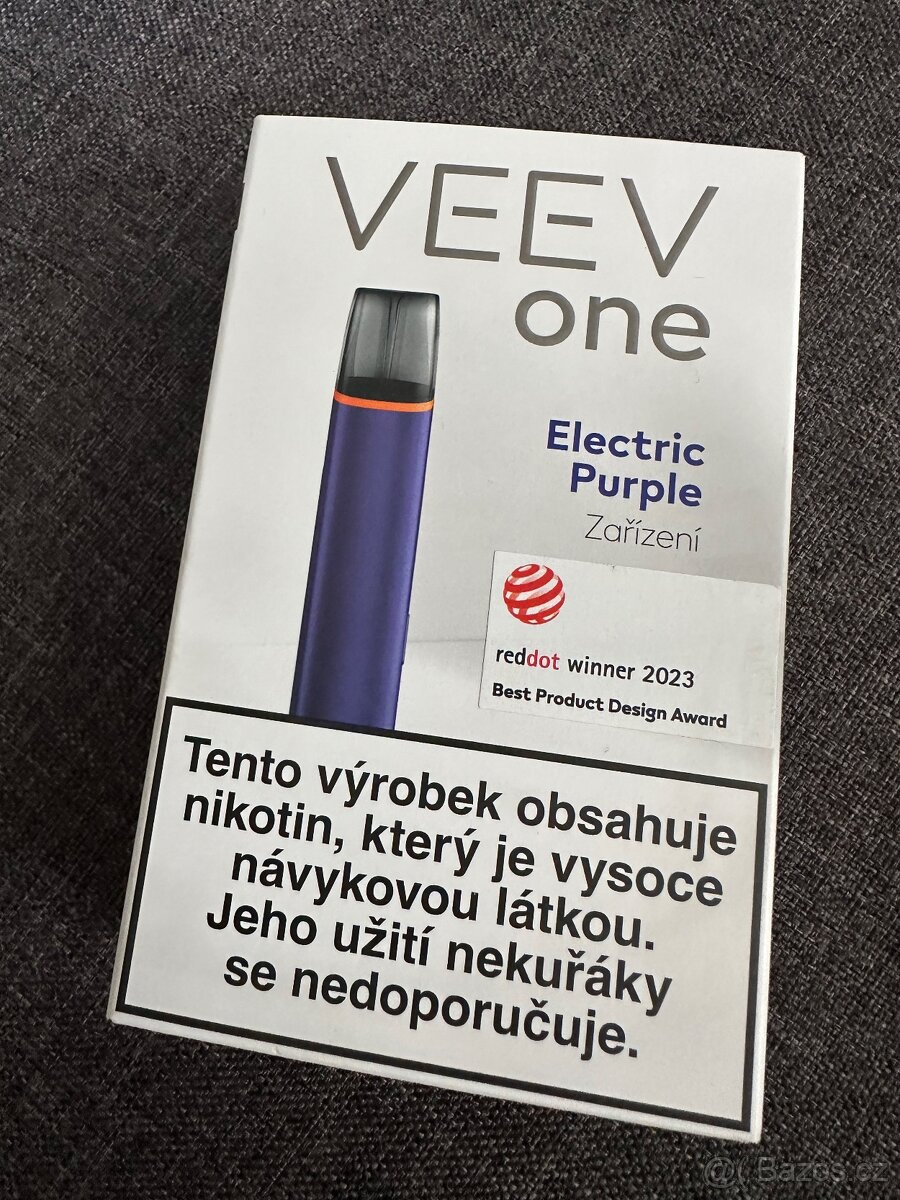 VEEV
one
Electric
Purple
Zařízení
reddot winner 2023
Best Product Design Award
Tento výrobek obsahuje
nikotin, který je vysoce
návykovou látkou.
Jeho užití nekuřáky
se nedoporučuje.
@ Bazos.cz